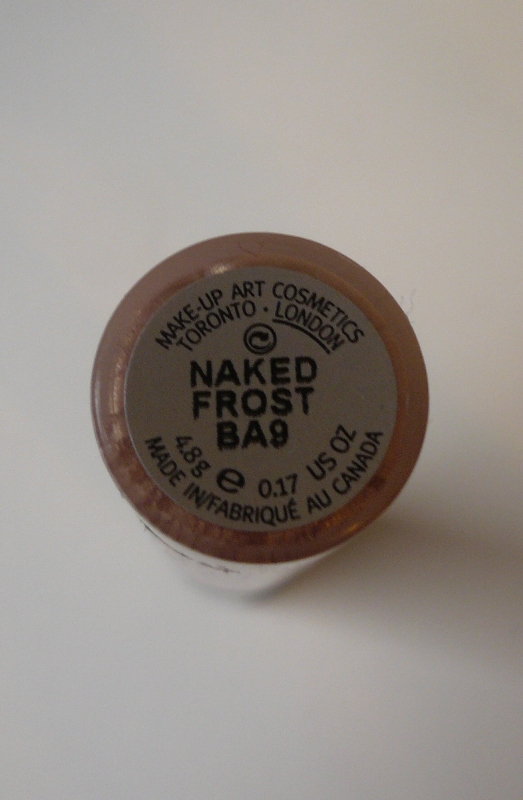 MAKE-UP ART COSMETICS
TORONTO · LONDON
NAKED
FROST
BA9
4.8g e 0.17 US OZ
MADE IN/FABRIQUÉ AU CANADA